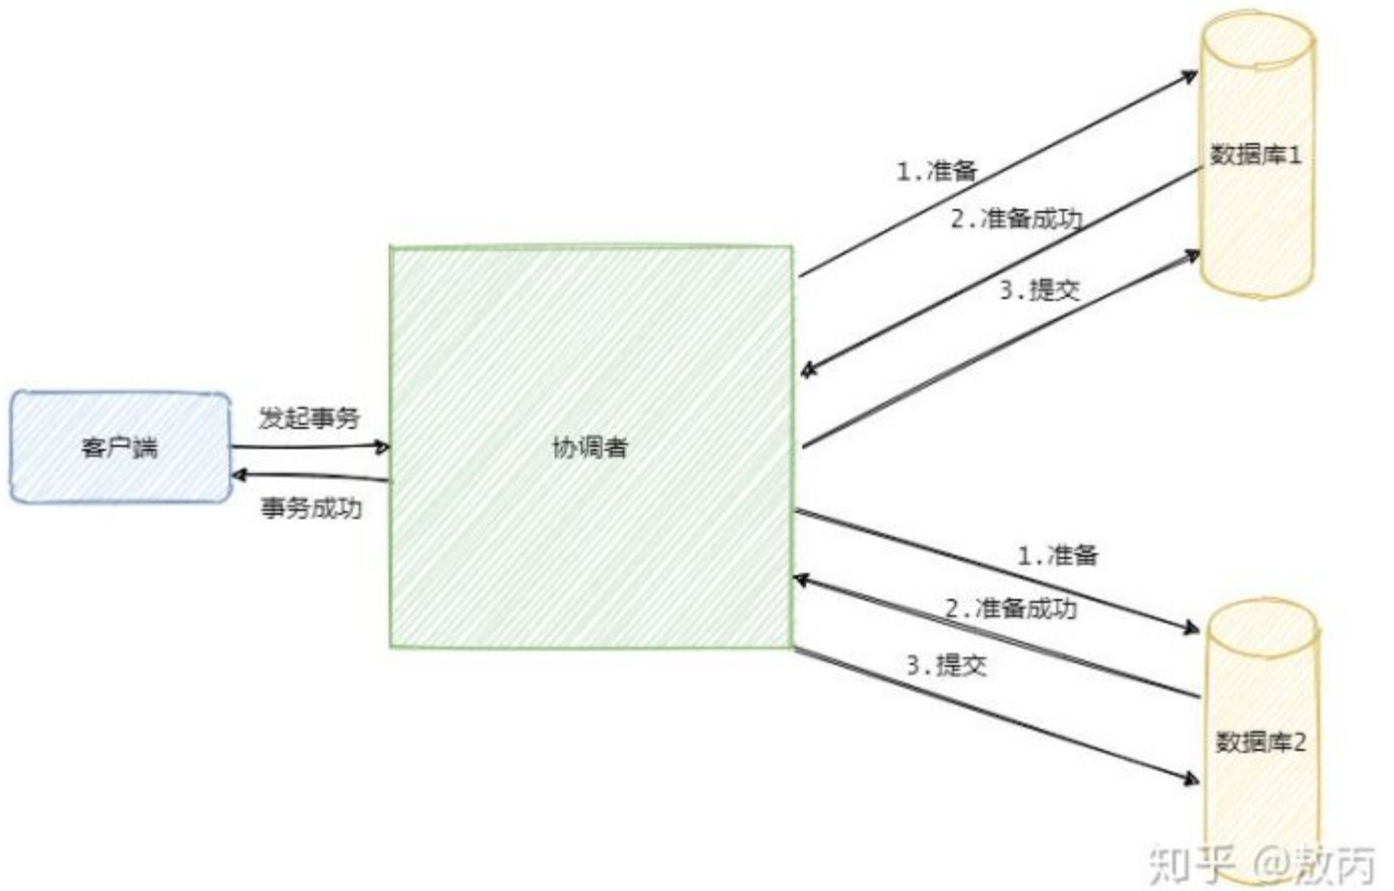 数据库1
1.准备
2.准备成功
3.提交
发起事务
客户端
协调者
事务成功
1.准备
2.准备成功
3.提交
数据库2
知乎 @敖丙